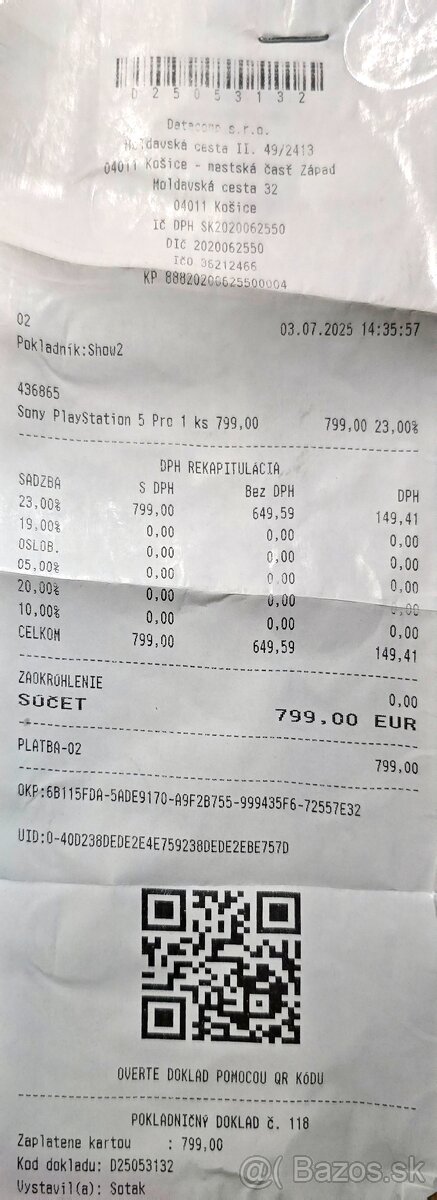 D25053132
Datacomp s.r.o.
Moldavská cesta II. 49/2413
04011 Košice - mestská časť Západ
Moldavská cesta 32
04011 Košice
IČ DPH SK2020062550
DIČ 2020062550
IČO 36212466
KP 88820200625500004
02 03.07.2025 14:35:57
Pokladník:Show2
436865
Sony PlayStation 5 Pro 1 ks 799,00 799,00 23,00%
DPH REKAPITULÁCIA
SADZBA S DPH Bez DPH DPH
23,00% 799,00 649,59 149,41
19,00% 0,00 0,00 0,00
OSLOB. 0,00 0,00 0,00
05,00% 0,00 0,00 0,00
20,00% 0,00 0,00 0,00
10,00% 0,00 0,00 0,00
CELKOM 799,00 649,59 149,41
ZAOKRÚHLENIE 0,00
SÚČET 799,00 EUR
PLATBA-02 799,00
OKP:6B115FDA-5ADE9170-A9F2B755-999435F6-72557E32
UID:O-40D238DEDE2E4E759238DEDE2EBE757D
OVERTE DOKLAD POMOCOU QR KÓDU
POKLADNIČNÝ DOKLAD č. 118
Zaplatene kartou : 799,00
Kod dokladu: D25053132
Vystavil(a): Sotak
@ Bazos.sk